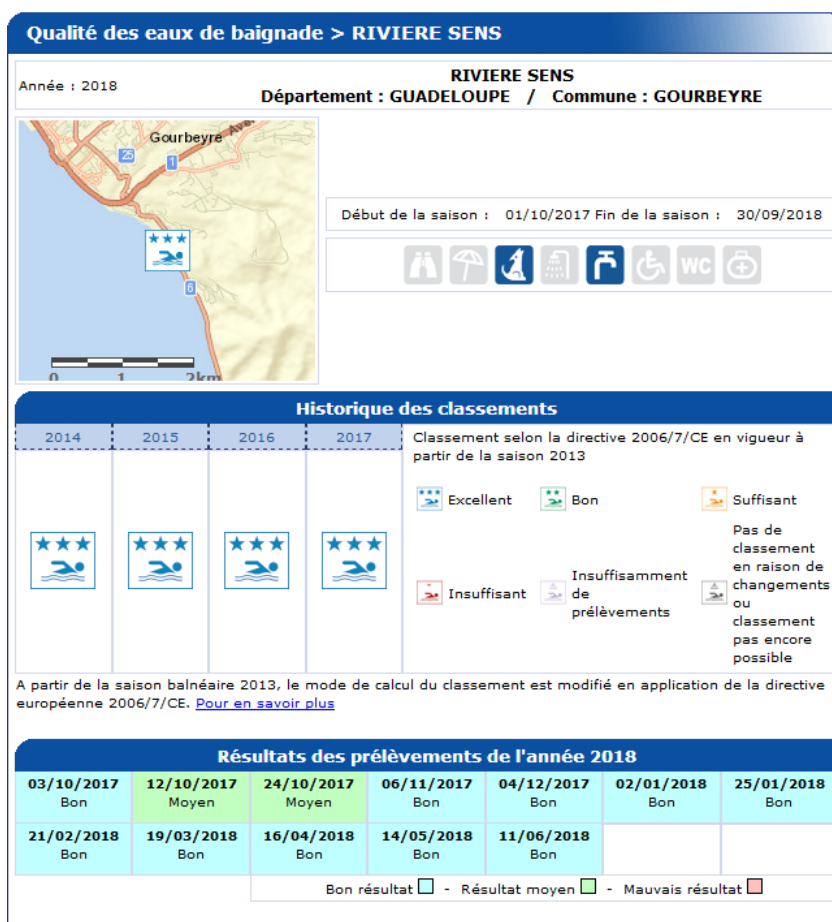 Qualité des eaux de baignade > RIVIERE SENS
Année : 2018
RIVIERE SENS
Département : GUADELOUPE / Commune : GOURBEYRE
Gourbeyre
Ave
25
1
6
0 1 2km
Début de la saison : 01/10/2017 Fin de la saison : 30/09/2018
WC
Historique des classements
2014 2015 2016 2017
Classement selon la directive 2006/7/CE en vigueur à
partir de la saison 2013
Excellent
Bon
Suffisant
Insuffisant
Insuffisamment
de
prélèvements
Pas de
classement
en raison de
changements
ou
classement
pas encore
possible
A partir de la saison balnéaire 2013, le mode de calcul du classement est modifié en application de la directive
européenne 2006/7/CE. Pour en savoir plus
Résultats des prélèvements de l'année 2018
03/10/2017 12/10/2017 24/10/2017 06/11/2017 04/12/2017 02/01/2018 25/01/2018
Bon Moyen Moyen Bon Bon Bon Bon
21/02/2018 19/03/2018 16/04/2018 14/05/2018 11/06/2018
Bon Bon Bon Bon Bon
Bon résultat - Résultat moyen - Mauvais résultat